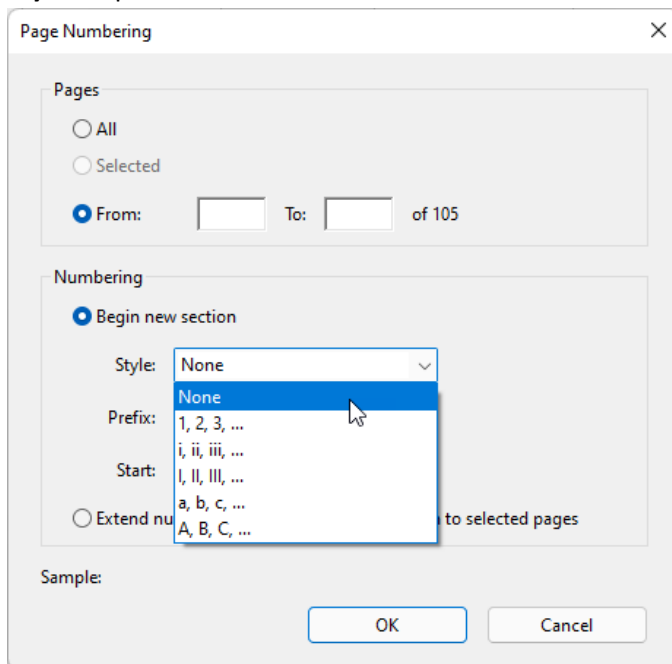 Page Numbering
Pages
All
Selected
From: To: of 105
Numbering
Begin new section
Style: None
None
Prefix:
1, 2, 3, ...
i, ii, iii, ...
Start:
I, II, III, ...
a, b, c, ...
Extend nu to selected pages
A, B, C, ...
Sample:
OK Cancel